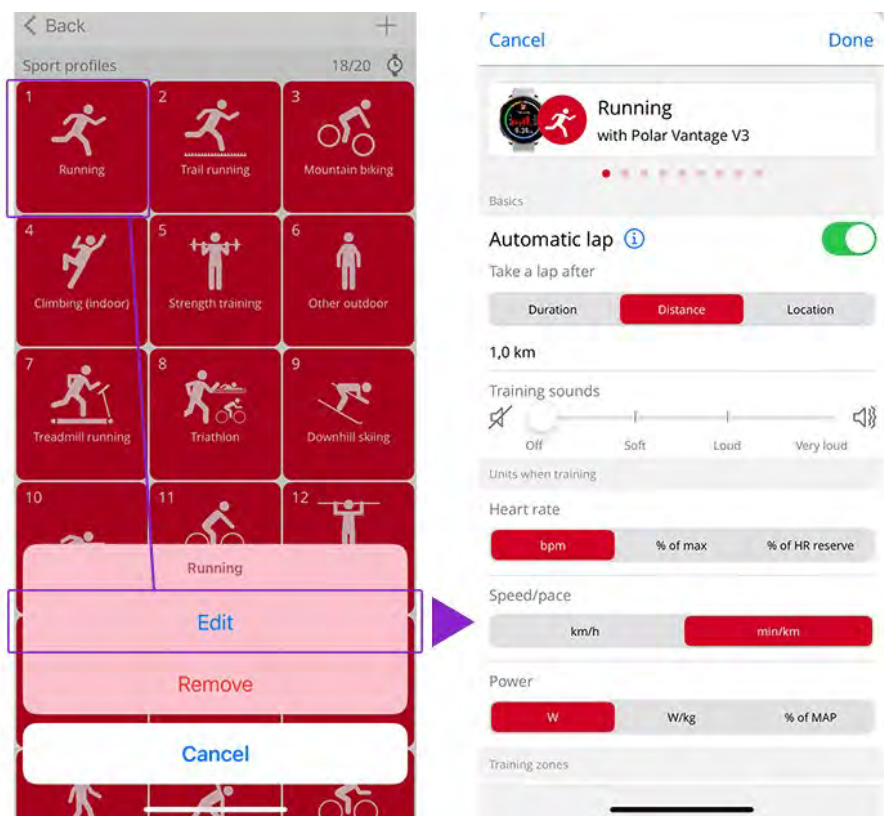 Back
Sport profiles 18/20
1 2 3
Running Trail running Mountain biking
4 5 6
Climbing (indoor) Strength training Other outdoor
7 8 9
Treadmill running Triathlon Downhill skiing
10 11 12
Running
Edit
Remove
Cancel
Cancel Done
Running
with Polar Vantage V3
Basics
Automatic lap
Take a lap after
Duration Distance Location
1,0 km
Training sounds
Off Soft Loud Very loud
Units when training
Heart rate
bpm % of max % of HR reserve
Speed/pace
km/h min/km
Power
W W/kg % of MAP
Training zones